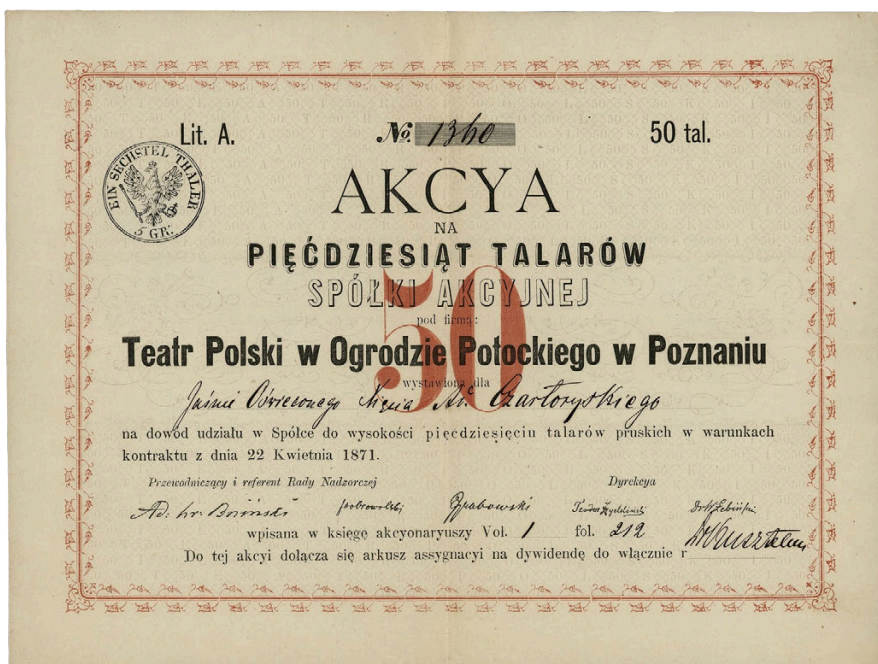 Lit. A. No. 1360 50 tal.
EIN SECHSTEL THALER
5 GR.
AKCYA
NA
PIĘĆDZIESIĄT TALARÓW
SPÓŁKI AKCYJNEJ
50
pod firmą:
Teatr Polski w Ogrodzie Potockiego w Poznaniu
wystawiona dla
Jaśnie Oświeconego Księcia Ad. Czartoryskiego
na dowód udziału w Spółce do wysokości pięcdziesięciu talarów pruskich w warunkach
kontraktu z dnia 22 Kwietnia 1871.
Przewodniczący i referent Rady Nadzorczej Dyrekcya
Ad. hr.
wpisana w księgę akcyonaryuszy Vol. 1 fol. 212
Do tej akcyi dołącza się arkusz assygnacyi na dywidendę do włącznie r